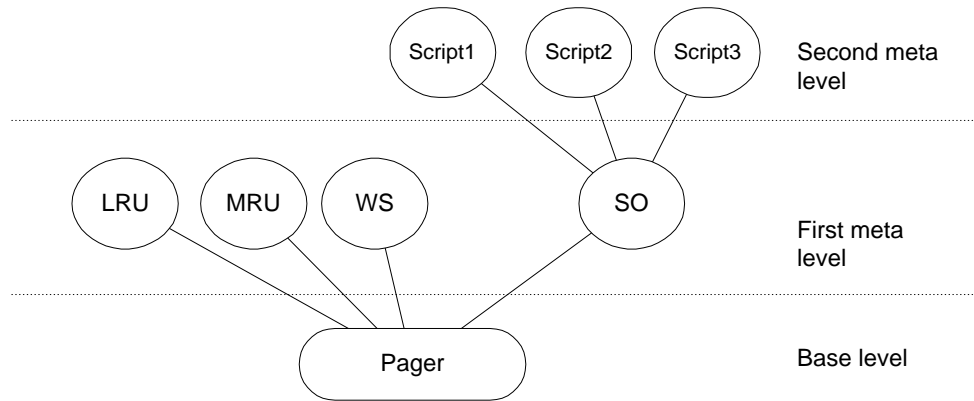 Script1
Script2
Script3
Second meta
level
LRU
MRU
WS
SO
First meta
level
Pager
Base level